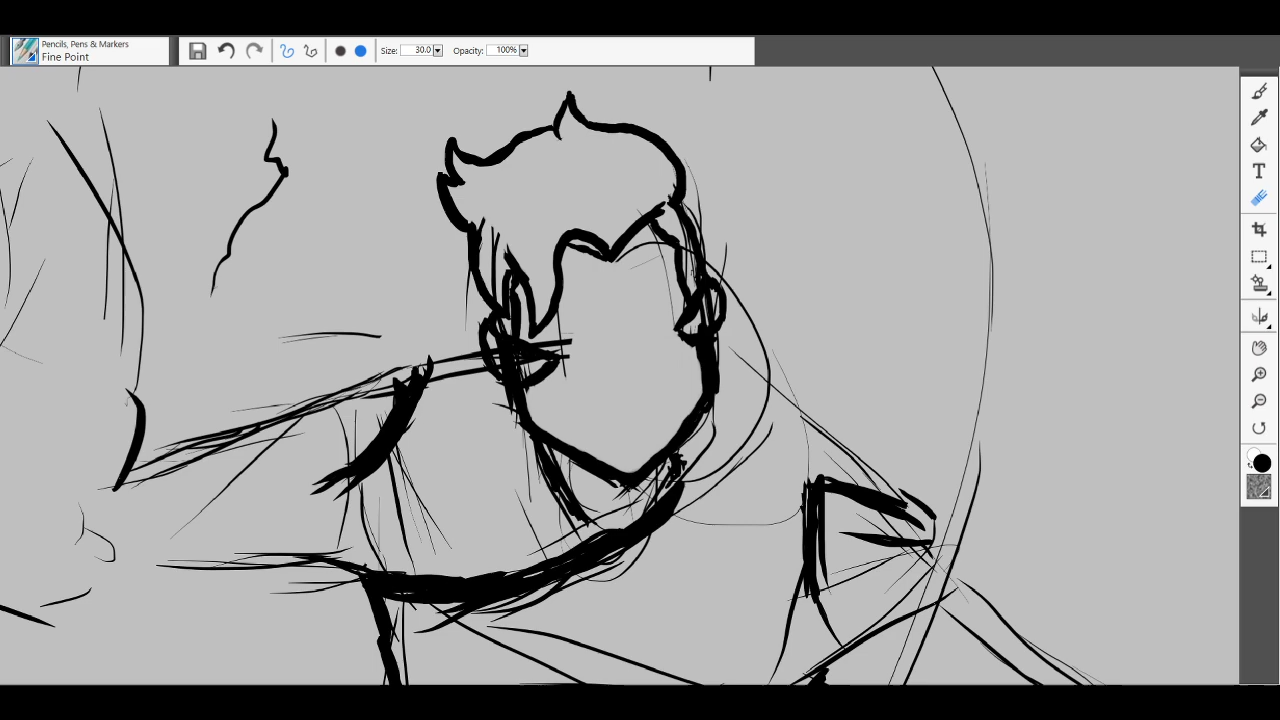 Pencils, Pens & Markers
Fine Point
Size: 30.0
Opacity: 100%
T